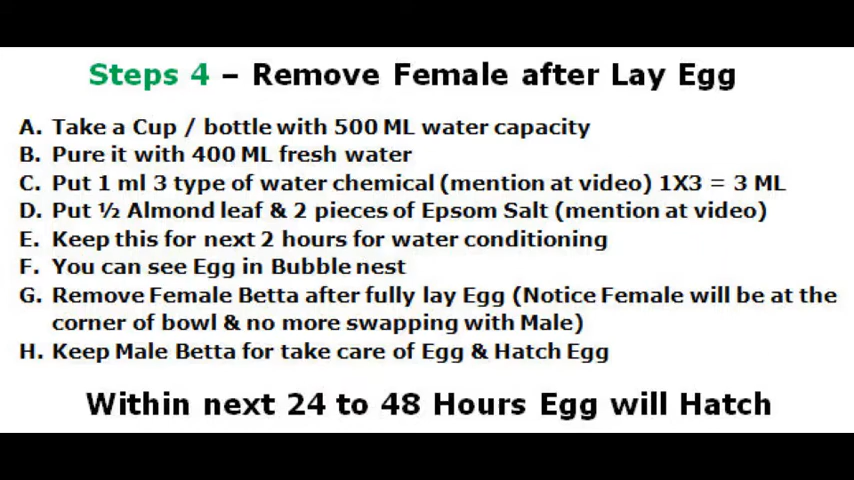 Steps 4 – Remove Female after Lay Egg
A. Take a Cup / bottle with 500 ML water capacity
B. Pure it with 400 ML fresh water
C. Put 1 ml 3 type of water chemical (mention at video) 1X3 = 3 ML
D. Put ½ Almond leaf & 2 pieces of Epsom Salt (mention at video)
E. Keep this for next 2 hours for water conditioning
F. You can see Egg in Bubble nest
G. Remove Female Betta after fully lay Egg (Notice Female will be at the
corner of bowl & no more swapping with Male)
H. Keep Male Betta for take care of Egg & Hatch Egg
Within next 24 to 48 Hours Egg will Hatch